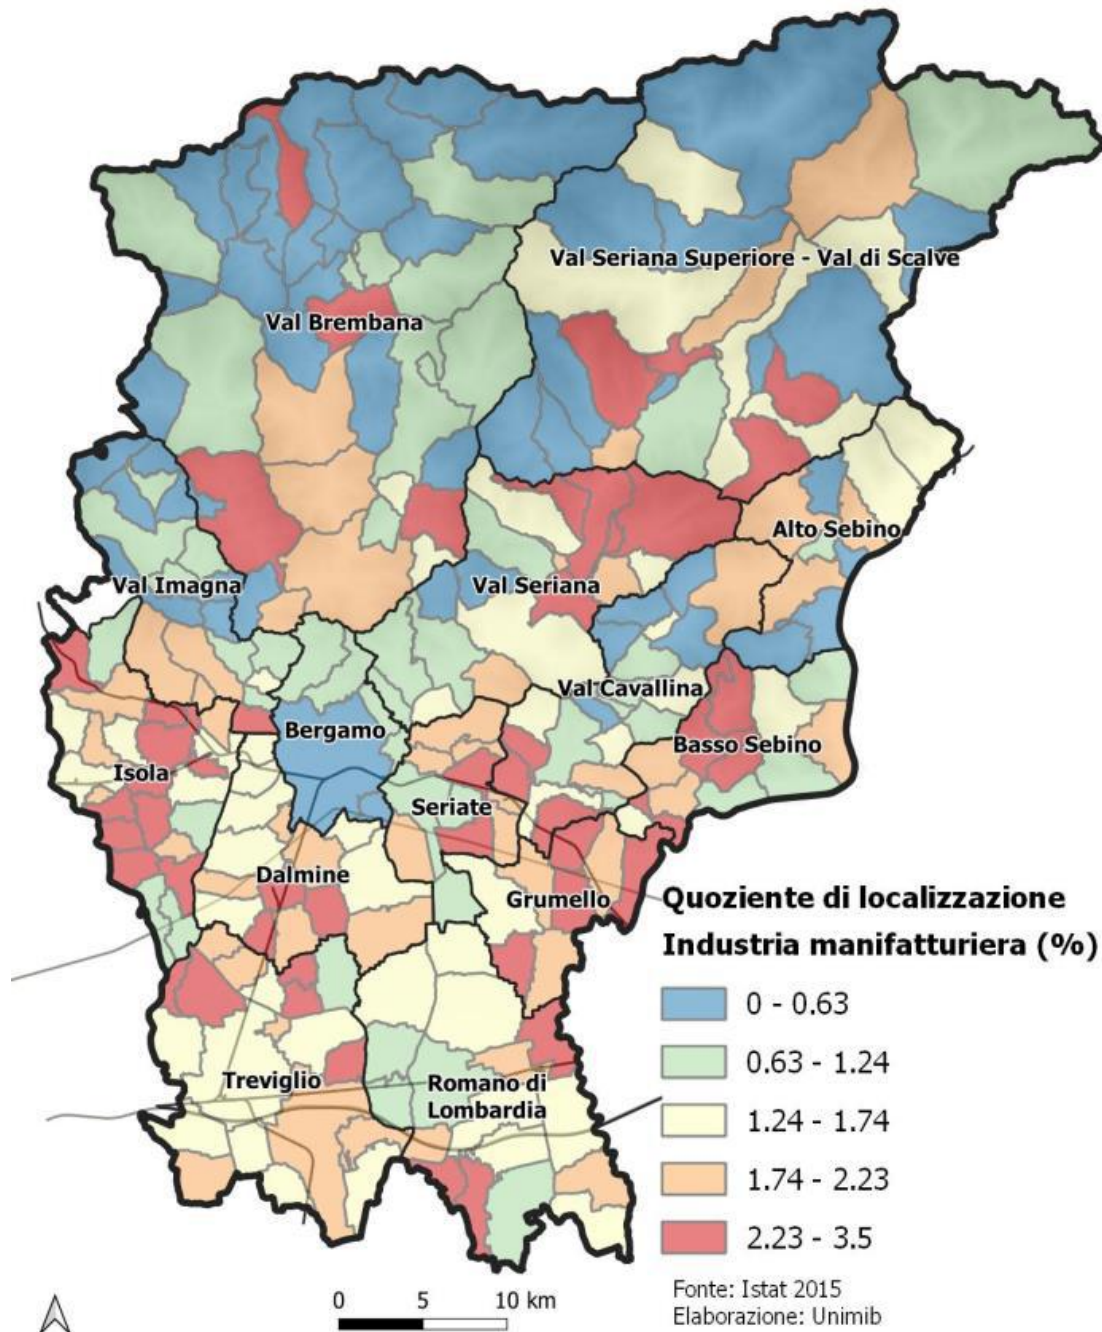 Val Seriana Superiore - Val di Scalve
Val Brembana
Alto Sebino
Val Imagna
Val Seriana
Val Cavallina
Bergamo
Basso Sebino
Isola
Seriate
Dalmine
Grumello
Treviglio
Romano di
Lombardia
Quoziente di localizzazione
Industria manifatturiera (%)
0 - 0.63
0.63 - 1.24
1.24 - 1.74
1.74 - 2.23
2.23 - 3.5
Fonte: Istat 2015
Elaborazione: Unimib
0 5 10 km